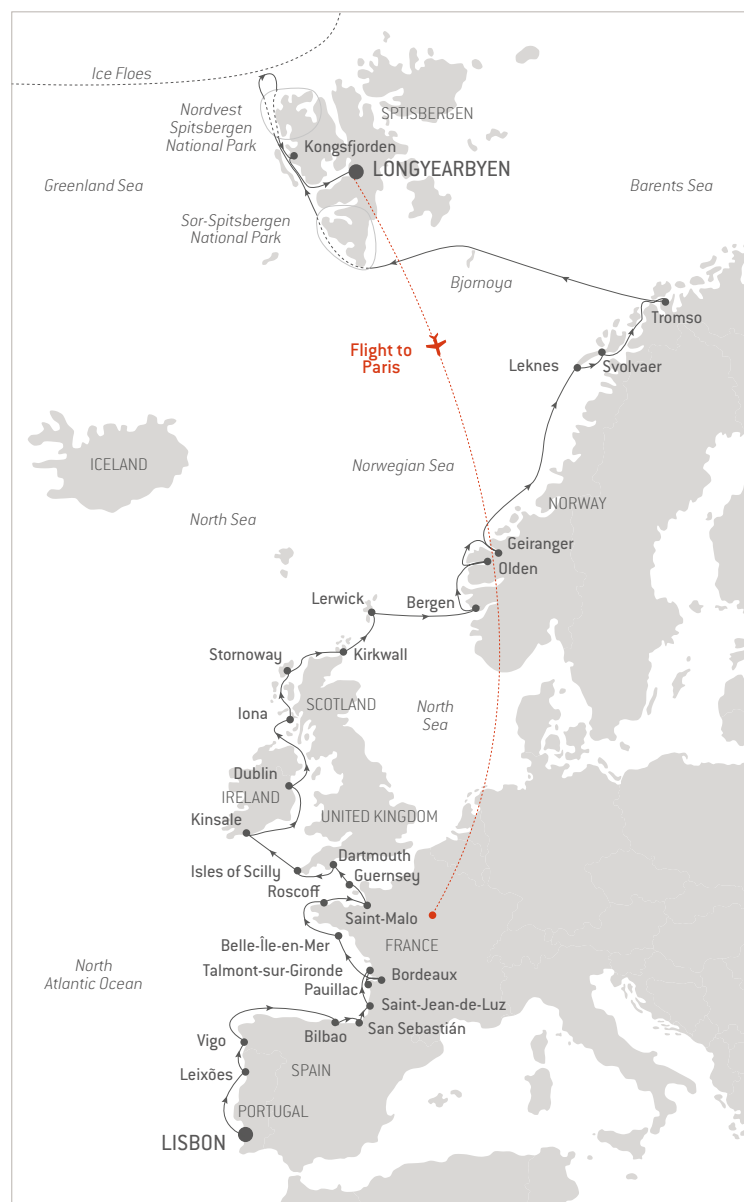 Ice Floes
Nordvest
Spitsbergen
National Park
SPTISBERGEN
Kongsfjorden
LONGYEARBYEN
Greenland Sea
Barents Sea
Sor-Spitsbergen
National Park
Bjornoya
Tromso
Flight to
Paris
Leknes
Svolvaer
ICELAND
Norwegian Sea
NORWAY
North Sea
Geiranger
Olden
Lerwick
Bergen
Stornoway
Kirkwall
SCOTLAND
Iona
North
Sea
Dublin
IRELAND
Kinsale
UNITED KINGDOM
Dartmouth
Isles of Scilly
Guernsey
Roscoff
Saint-Malo
Belle-Île-en-Mer
FRANCE
North
Atlantic Ocean
Talmont-sur-Gironde
Bordeaux
Pauillac
Saint-Jean-de-Luz
San Sebastián
Bilbao
Vigo
Leixões
SPAIN
PORTUGAL
LISBON